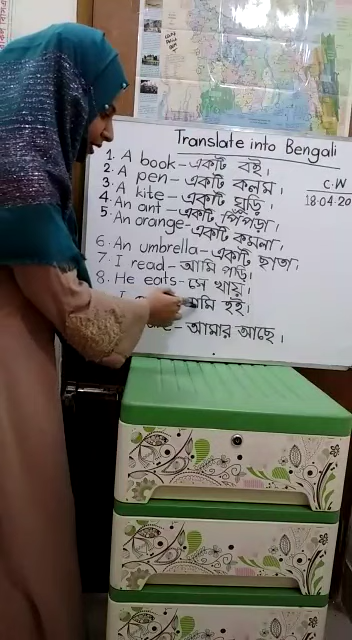 Translate into Bengali
C.W
18.04.20
1. A book - একটি বই।
2. A pen - একটি কলম।
3. A kite - একটি ঘুড়ি।
4. An ant - একটি পিঁপড়া।
5. An orange - একটি কমলা।
6. An umbrella - একটি ছাতা।
7. I read - আমি পড়ি।
8. He eats - সে খায়।
I হই।
- আমার আছে।